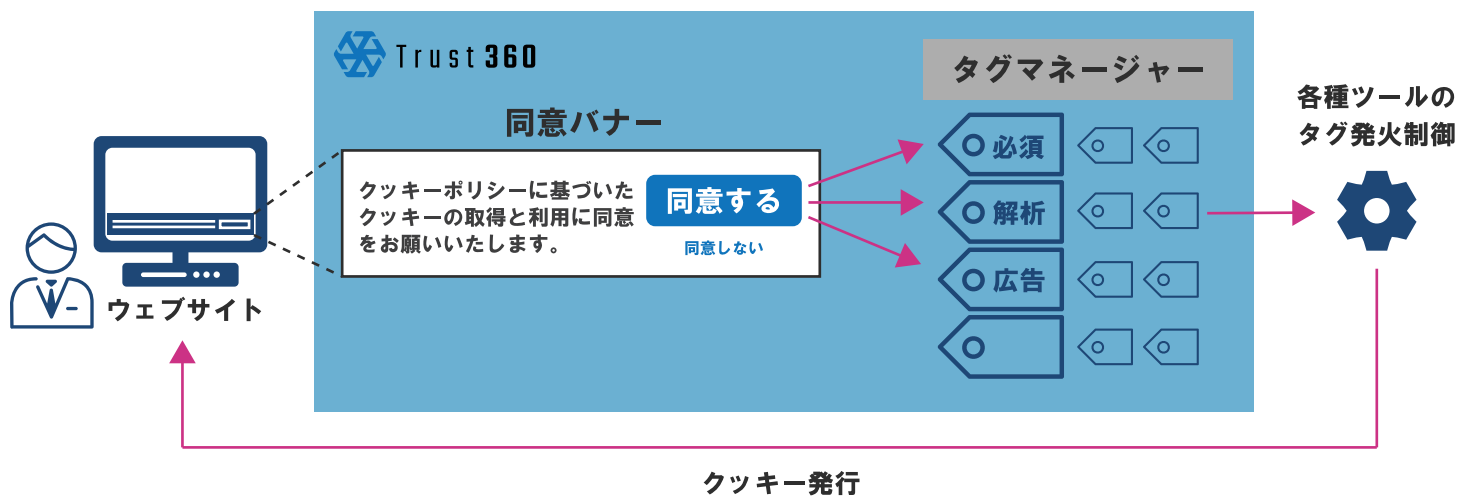 Trust 360
タグマネージャー
同意バナー
クッキーポリシーに基づいた
クッキーの取得と利用に同意
をお願いいたします。
同意する
同意しない
必須
解析
広告
各種ツールの
タグ発火制御
ウェブサイト
クッキー発行